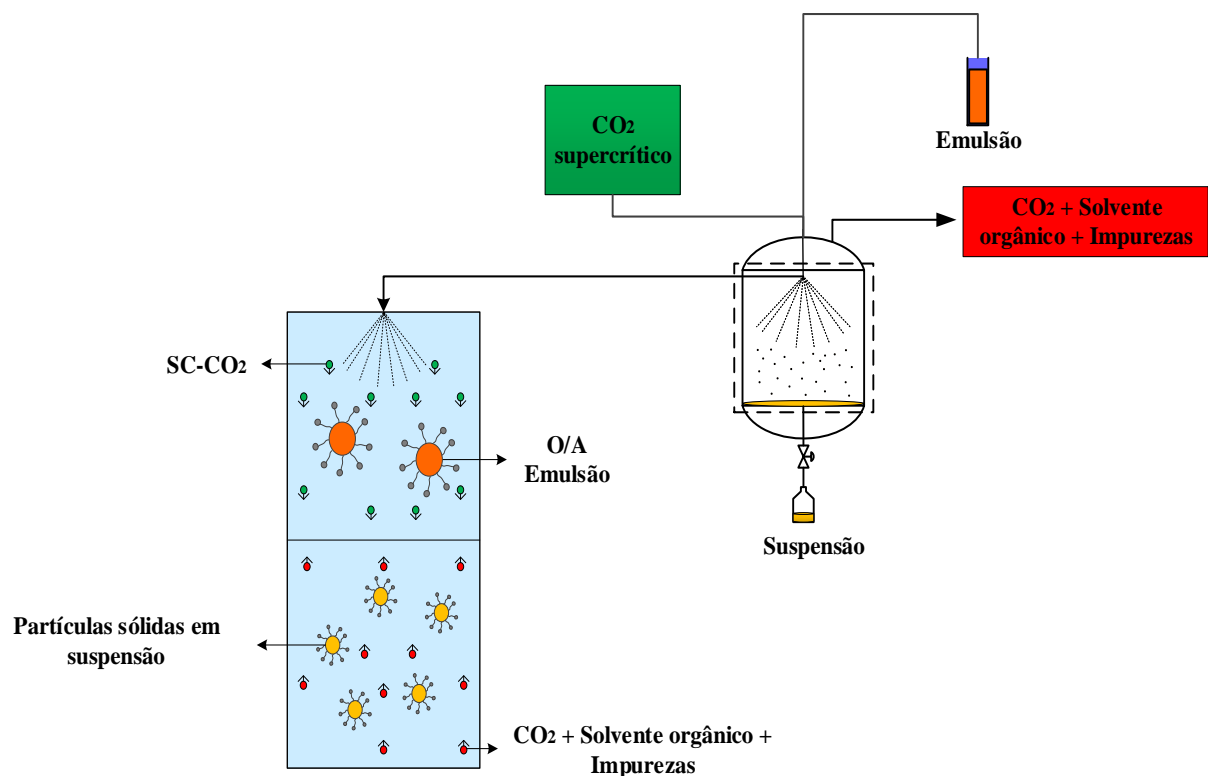 CO2
supercrítico
Emulsão
CO2 + Solvente
orgânico + Impurezas
SC-CO2
O/A
Emulsão
Suspensão
Partículas sólidas em
suspensão
CO2 + Solvente orgânico +
Impurezas